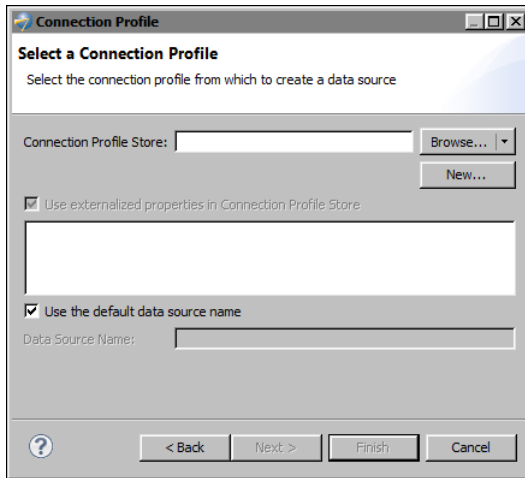 Connection Profile
Select a Connection Profile
Select the connection profile from which to create a data source
Connection Profile Store:
Browse...
New...
Use externalized properties in Connection Profile Store
Use the default data source name
Data Source Name:
?
< Back
Next >
Finish
Cancel